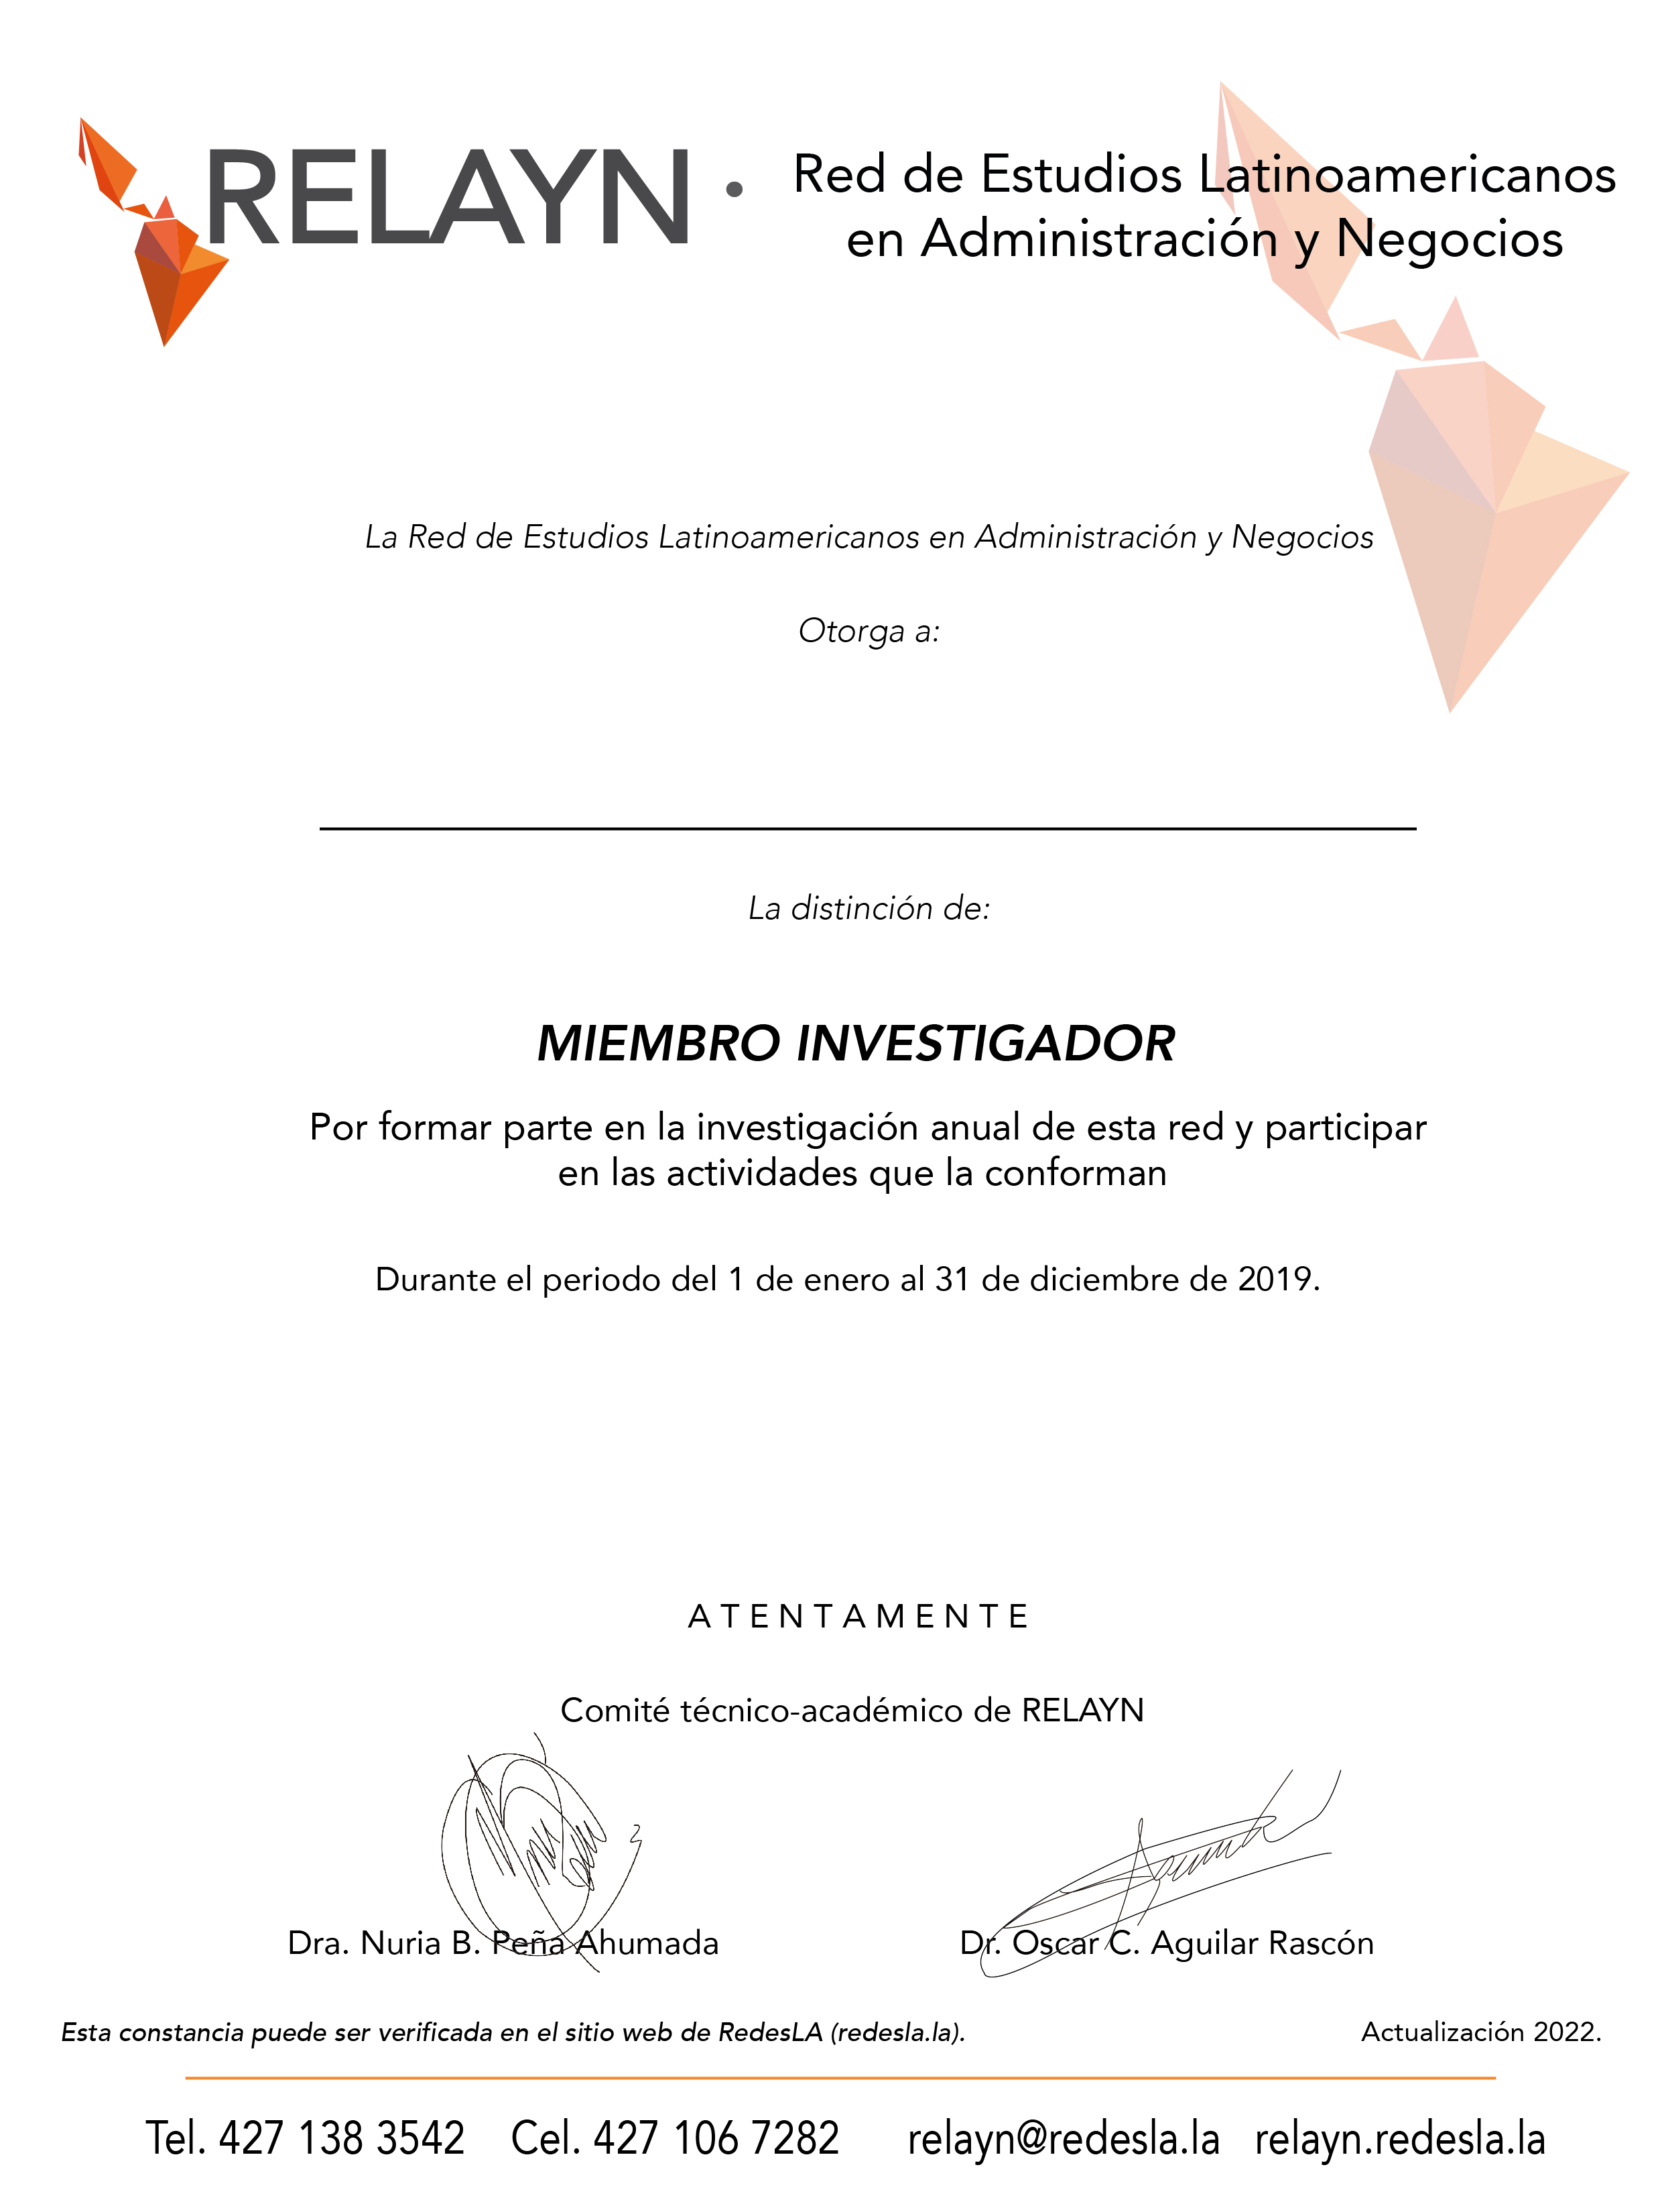 RELAYN
Red de Estudios Latinoamericanos
en Administración y Negocios
La Red de Estudios Latinoamericanos en Administración y Negocios
Otorga a:
La distinción de:
MIEMBRO INVESTIGADOR
Por formar parte en la investigación anual de esta red y participar
en las actividades que la conforman
Durante el periodo del 1 de enero al 31 de diciembre de 2019.
ATENTAMENTE
Comité técnico-académico de RELAYN
Dra. Nuria B. Peña Ahumada
Dr. Oscar C. Aguilar Rascón
Esta constancia puede ser verificada en el sitio web de RedesLA (redesla.la).
Actualización 2022.
Tel. 427 138 3542 Cel. 427 106 7282 relayn@redesla.la relayn.redesla.la